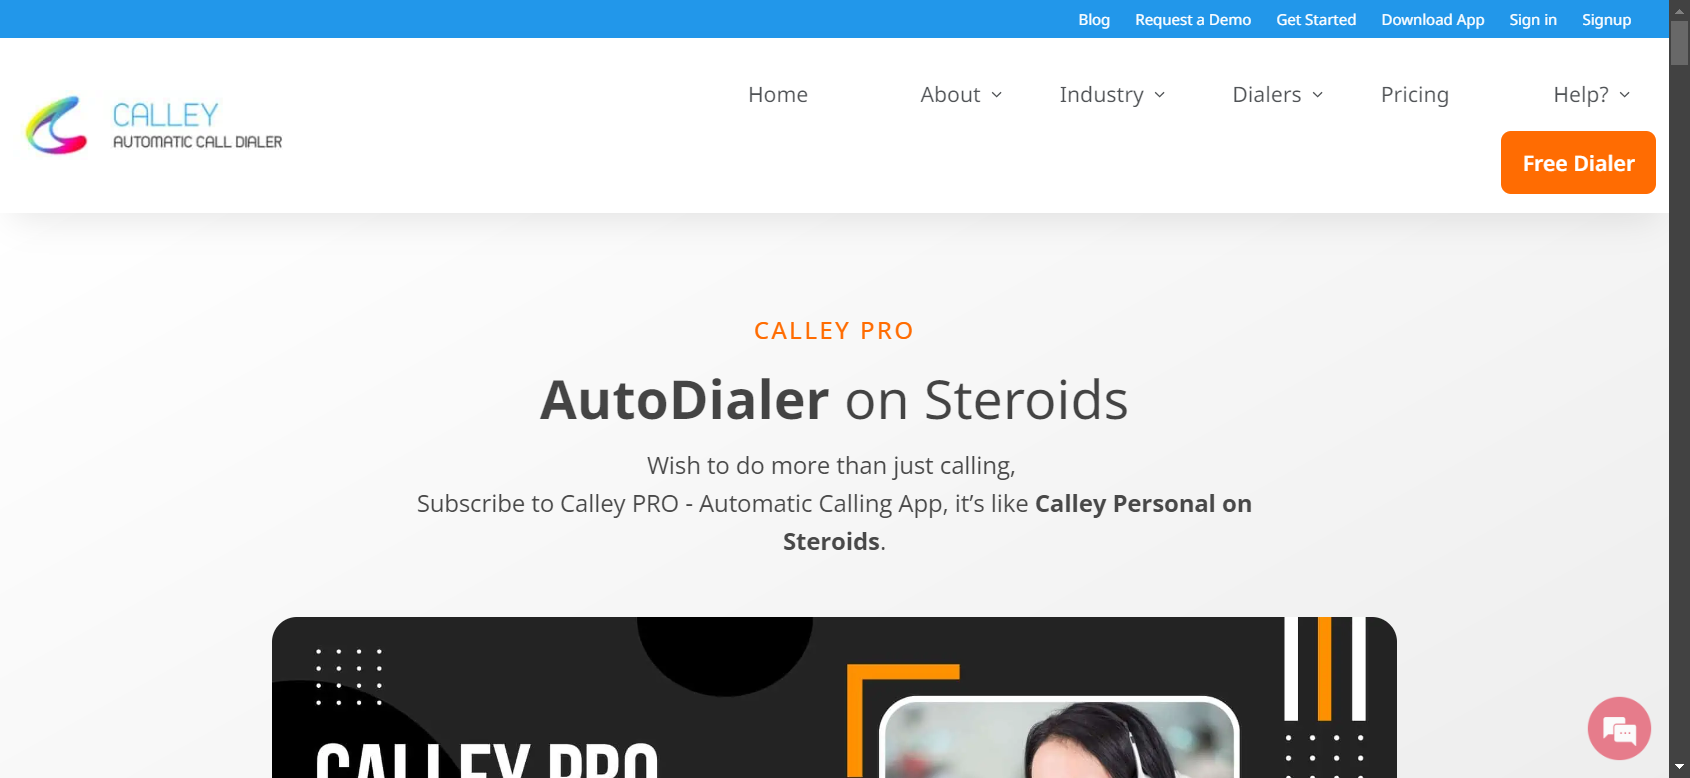 Blog Request a Demo Get Started Download App Sign in Signup
CALLEY
AUTOMATIC CALL DIALER
Home About Industry Dialers Pricing Help?
Free Dialer
CALLEY PRO
AutoDialer on Steroids
Wish to do more than just calling,
Subscribe to Calley PRO - Automatic Calling App, it’s like Calley Personal on
Steroids.
CALLEY PRO